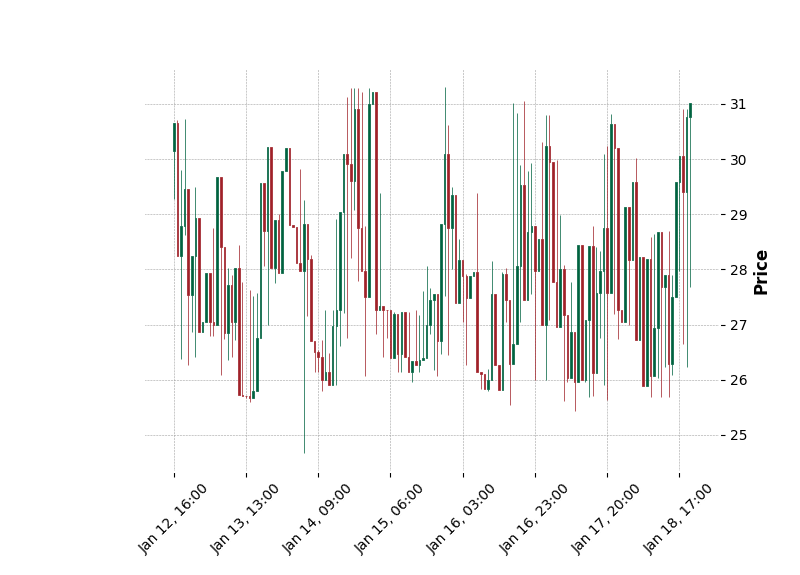 31
30
29
28
27
26
25
Price
Jan 12, 16:00
Jan 13, 13:00
Jan 14, 09:00
Jan 15, 06:00
Jan 16, 03:00
Jan 16, 23:00
Jan 17, 20:00
Jan 18, 17:00